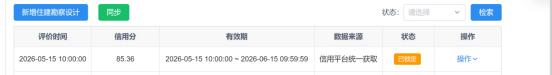 新增住建勘察设计 同步 状态: 请选择 检索
评价时间 信用分 有效期 数据来源 状态 操作
2026-05-15 10:00:00 85.36 2026-05-15 10:00:00 ~ 2026-06-15 09:59:59 信用平台统一获取 已锁定 操作